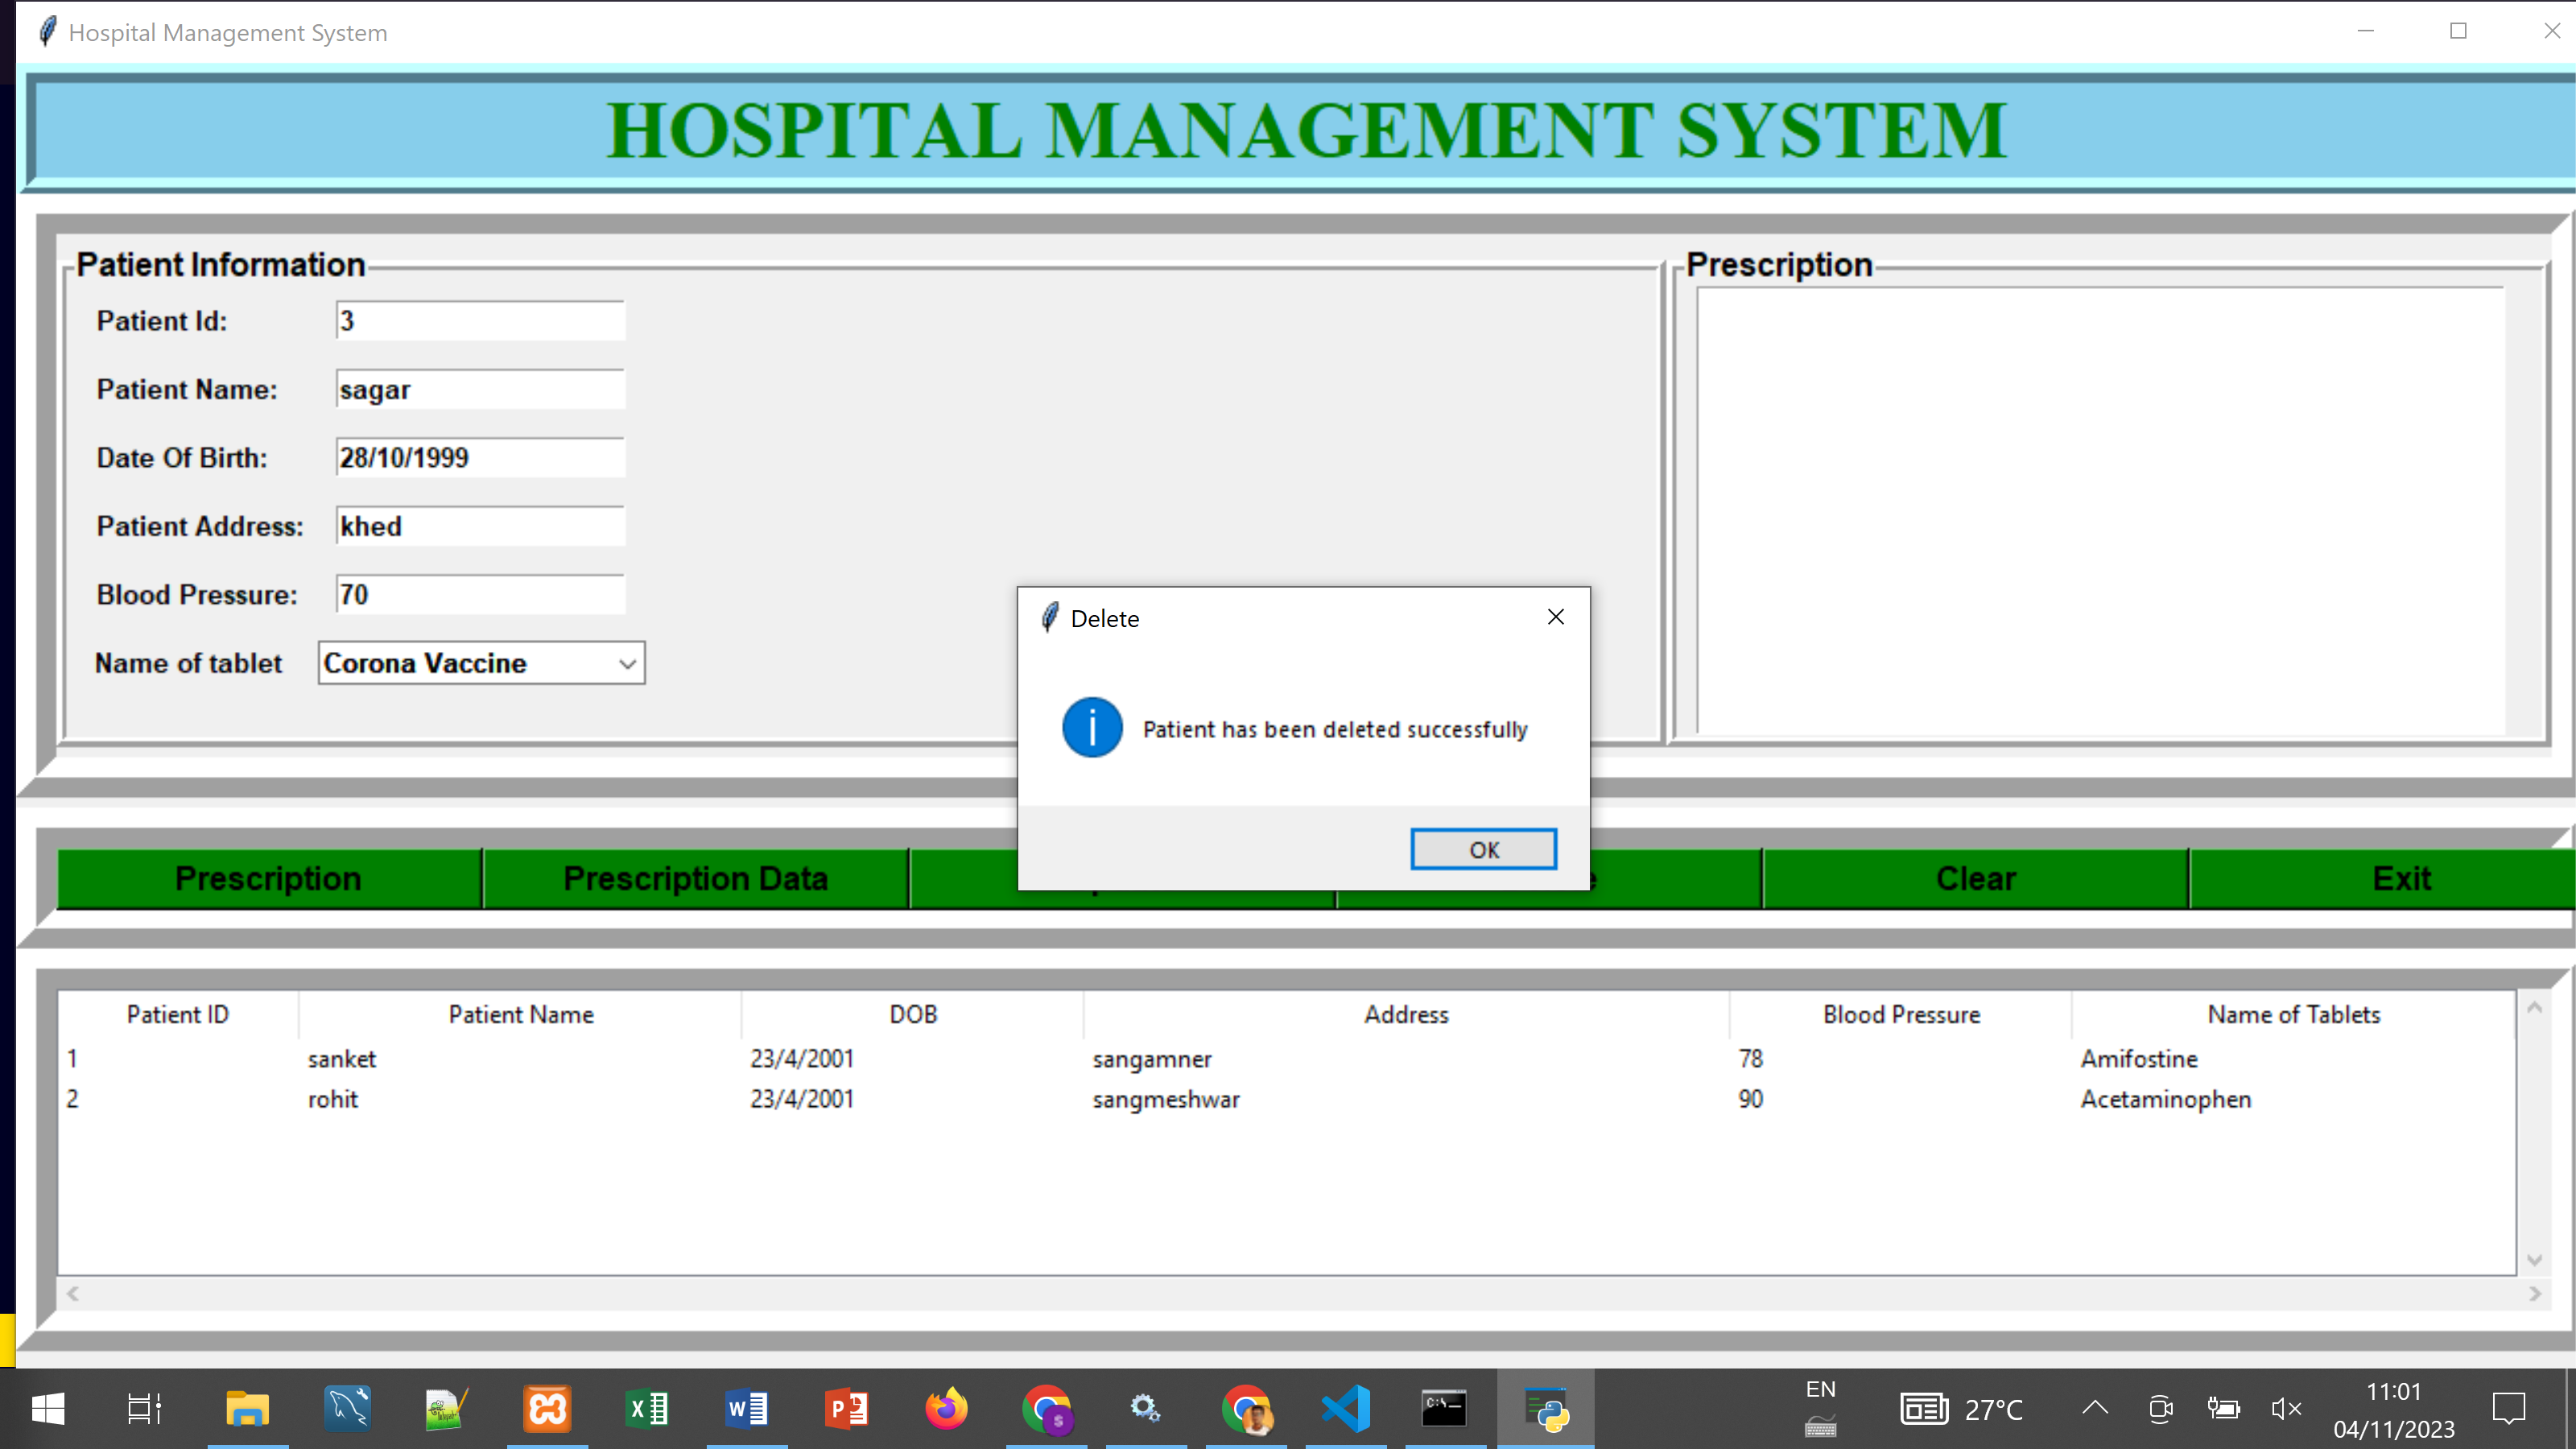 Hospital Management System
HOSPITAL MANAGEMENT SYSTEM
Patient Information
Patient Id: 3
Patient Name: sagar
Date Of Birth: 28/10/1999
Patient Address: khed
Blood Pressure: 70
Name of tablet Corona Vaccine
Prescription
Delete
Patient has been deleted successfully
OK
Prescription Prescription Data Clear Exit
Patient ID Patient Name DOB Address Blood Pressure Name of Tablets
1 sanket 23/4/2001 sangamner 78 Amifostine
2 rohit 23/4/2001 sangmeshwar 90 Acetaminophen
EN
27°C
11:01
04/11/2023